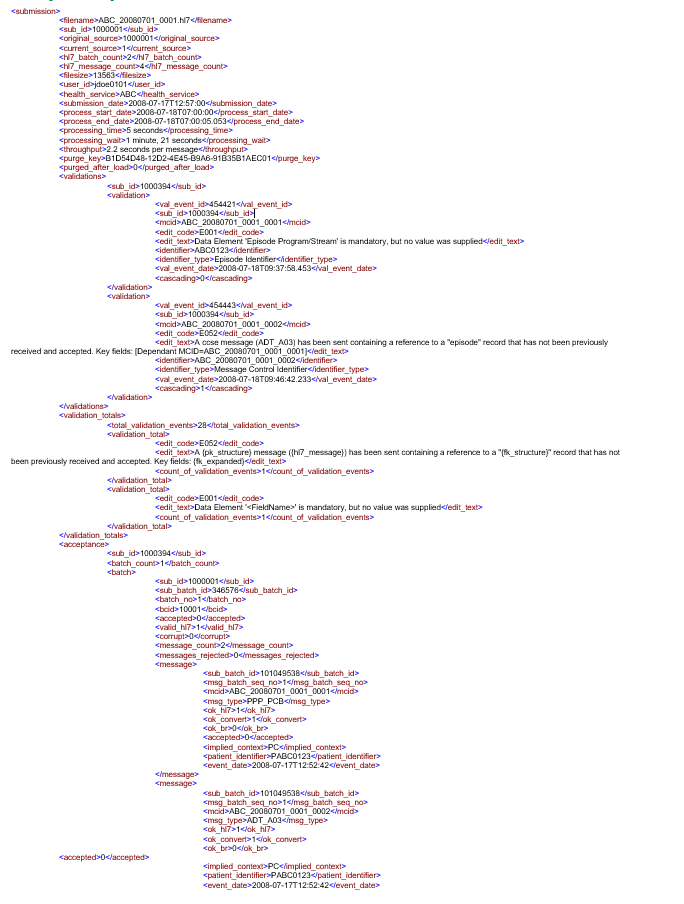 <submission>
<filename>ABC_20080701_0001.hl7</filename>
<sub_id>1000001</sub_id>
<original_source>1000001</original_source>
<current_source>1</current_source>
<hl7_batch_count>2</hl7_batch_count>
<hl7_message_count>4</hl7_message_count>
<filesize>13563</filesize>
<user_id>jdoe0101</user_id>
<health_service>ABC</health_service>
<submission_date>2008-07-17T12:57:00</submission_date>
<process_start_date>2008-07-18T07:00:00</process_start_date>
<process_end_date>2008-07-18T07:00:05.053</process_end_date>
<processing_time>5 seconds</processing_time>
<processing_wait>1 minute, 21 seconds</processing_wait>
<throughput>2.2 seconds per message</throughput>
<purge_key>B1D54D48-12D2-4E45-B9A6-91B35B1AEC01</purge_key>
<purged_after_load>0</purged_after_load>
<validations>
<sub_id>1000394</sub_id>
<validation>
<val_event_id>454421</val_event_id>
<sub_id>1000394</sub_id>
<mcid>ABC_20080701_0001_0001</mcid>
<edit_code>E001</edit_code>
<edit_text>Data Element 'Episode Program/Stream' is mandatory, but no value was supplied</edit_text>
<identifier>ABC0123</identifier>
<identifier_type>Episode Identifier</identifier_type>
<val_event_date>2008-07-18T09:37:58.453</val_event_date>
<cascading>0</cascading>
</validation>
<validation>
<val_event_id>454443</val_event_id>
<sub_id>1000394</sub_id>
<mcid>ABC_20080701_0001_0002</mcid>
<edit_code>E052</edit_code>
<edit_text>A ccse message (ADT_A03) has been sent containing a reference to a "episode" record that has not been previously
received and accepted. Key fields: [Dependant MCID=ABC_20080701_0001_0001]</edit_text>
<identifier>ABC_20080701_0001_0002</identifier>
<identifier_type>Message Control Identifier</identifier_type>
<val_event_date>2008-07-18T09:46:42.233</val_event_date>
<cascading>1</cascading>
</validation>
</validations>
<validation_totals>
<total_validation_events>28</total_validation_events>
<validation_total>
<edit_code>E052</edit_code>
<edit_text>A {pk_structure} message ({hl7_message}) has been sent containing a reference to a "{fk_structure}" record that has not
been previously received and accepted. Key fields: {fk_expanded}</edit_text>
<count_of_validation_events>1</count_of_validation_events>
</validation_total>
<validation_total>
<edit_code>E001</edit_code>
<edit_text>Data Element '<FieldName>' is mandatory, but no value was supplied</edit_text>
<count_of_validation_events>1</count_of_validation_events>
</validation_total>
</validation_totals>
<acceptance>
<sub_id>1000394</sub_id>
<batch_count>1</batch_count>
<batch>
<sub_id>1000001</sub_id>
<sub_batch_id>346576</sub_batch_id>
<batch_no>1</batch_no>
<bcid>10001</bcid>
<accepted>0</accepted>
<valid_hl7>1</valid_hl7>
<corrupt>0</corrupt>
<message_count>2</message_count>
<messages_rejected>0</messages_rejected>
<message>
<sub_batch_id>101049538</sub_batch_id>
<msg_batch_seq_no>1</msg_batch_seq_no>
<mcid>ABC_20080701_0001_0001</mcid>
<msg_type>PPP_PCB</msg_type>
<ok_hl7>1</ok_hl7>
<ok_convert>1</ok_convert>
<ok_br>0</ok_br>
<accepted>0</accepted>
<implied_context>PC</implied_context>
<patient_identifier>PABC0123</patient_identifier>
<event_date>2008-07-17T12:52:42</event_date>
</message>
<message>
<sub_batch_id>101049538</sub_batch_id>
<msg_batch_seq_no>1</msg_batch_seq_no>
<mcid>ABC_20080701_0001_0002</mcid>
<msg_type>ADT_A03</msg_type>
<ok_hl7>1</ok_hl7>
<ok_convert>1</ok_convert>
<ok_br>0</ok_br>
<accepted>0</accepted>
<implied_context>PC</implied_context>
<patient_identifier>PABC0123</patient_identifier>
<event_date>2008-07-17T12:52:42</event_date>